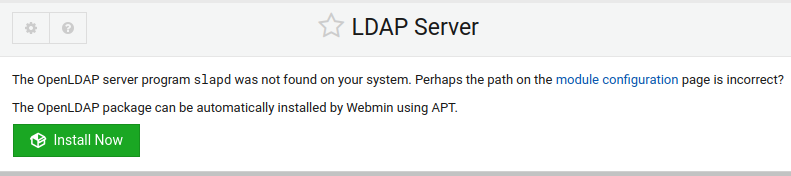 LDAP Server
The OpenLDAP server program slapd was not found on your system. Perhaps the path on the module configuration page is incorrect?
The OpenLDAP package can be automatically installed by Webmin using APT.
Install Now